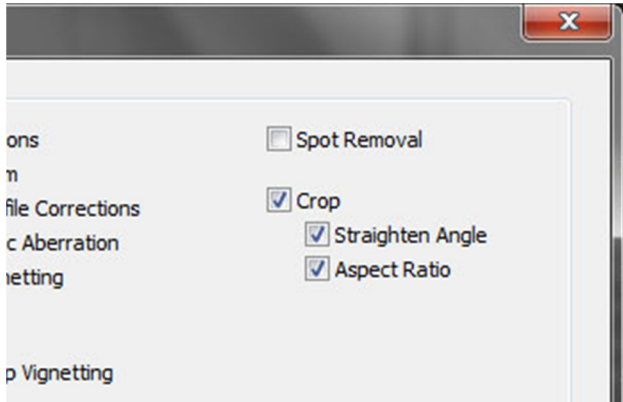 ons
m
file Corrections
c Aberration
netting
p Vignetting
Spot Removal
Crop
Straighten Angle
Aspect Ratio